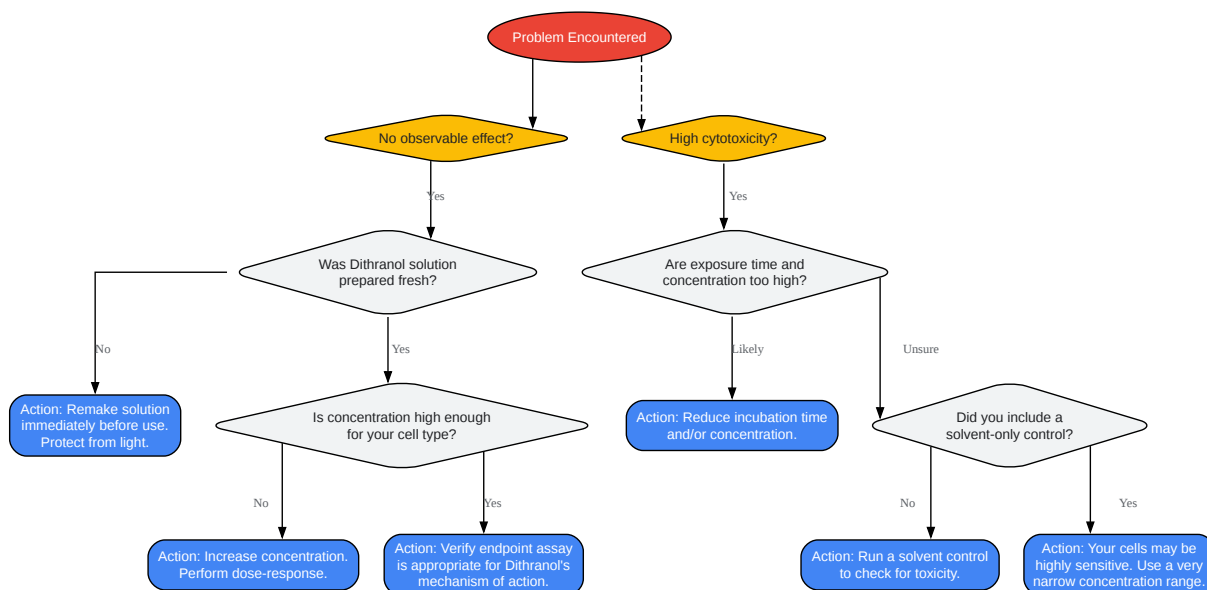 Problem Encountered
No observable effect?
High cytotoxicity?
Yes
Yes
Was Dithranol solution
prepared fresh?
Are exposure time and
concentration too high?
No
Yes
Likely
Unsure
Action: Remake solution
immediately before use.
Protect from light.
Is concentration high enough
for your cell type?
Action: Reduce incubation time
and/or concentration.
Did you include a
solvent-only control?
No
Yes
No
Yes
Action: Increase concentration.
Perform dose-response.
Action: Verify endpoint assay
is appropriate for Dithranol's
mechanism of action.
Action: Run a solvent control
to check for toxicity.
Action: Your cells may be
highly sensitive. Use a very
narrow concentration range.